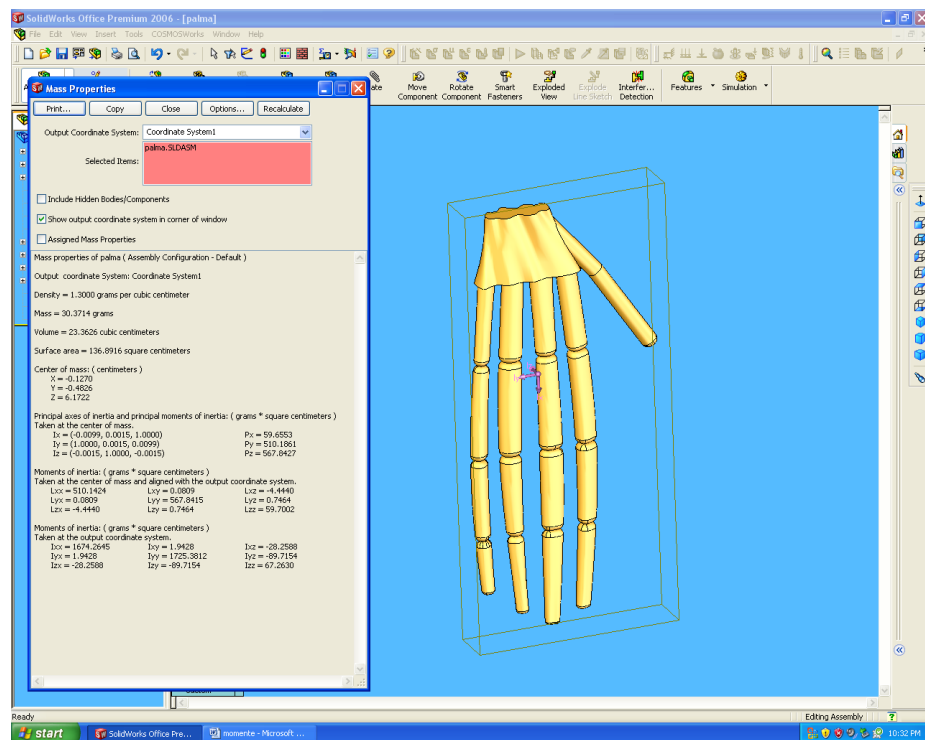 SolidWorks Office Premium 2006 - [palma]
File Edit View Insert Tools COSMOSWorks Window Help
Move Component
Rotate Component
Smart Fasteners
Exploded View
Explode Line Sketch
Interfer... Detection
Features
Simulation
Mass Properties
Print... Copy Close Options... Recalculate
Output Coordinate System: Coordinate System1
Selected Items: palma.SLDASM
Include Hidden Bodies/Components
Show output coordinate system in corner of window
Assigned Mass Properties
Mass properties of palma ( Assembly Configuration - Default )
Output coordinate System: Coordinate System1
Density = 1.3000 grams per cubic centimeter
Mass = 30.3714 grams
Volume = 23.3626 cubic centimeters
Surface area = 136.8916 square centimeters
Center of mass: ( centimeters )
X = -0.1270
Y = -0.4826
Z = 6.1722
Principal axes of inertia and principal moments of inertia: ( grams * square centimeters )
Taken at the center of mass.
Ix = (-0.0099, 0.0015, 1.0000) Px = 59.6553
Iy = (1.0000, 0.0015, 0.0099) Py = 510.1861
Iz = (-0.0015, 1.0000, -0.0015) Pz = 567.8427
Moments of inertia: ( grams * square centimeters )
Taken at the center of mass and aligned with the output coordinate system.
Lxx = 510.1424 Lxy = 0.0809 Lxz = -4.4440
Lyx = 0.0809 Lyy = 567.8415 Lyz = 0.7464
Lzx = -4.4440 Lzy = 0.7464 Lzz = 59.7002
Moments of inertia: ( grams * square centimeters )
Taken at the output coordinate system.
Ixx = 1674.2645 Ixy = 1.9428 Ixz = -28.2588
Iyx = 1.9428 Iyy = 1725.3812 Iyz = -89.7154
Izx = -28.2588 Izy = -89.7154 Izz = 67.2630
Ready
Editing Assembly
start SolidWorks Office Pre... momente - Microsoft ... 10:32 PM